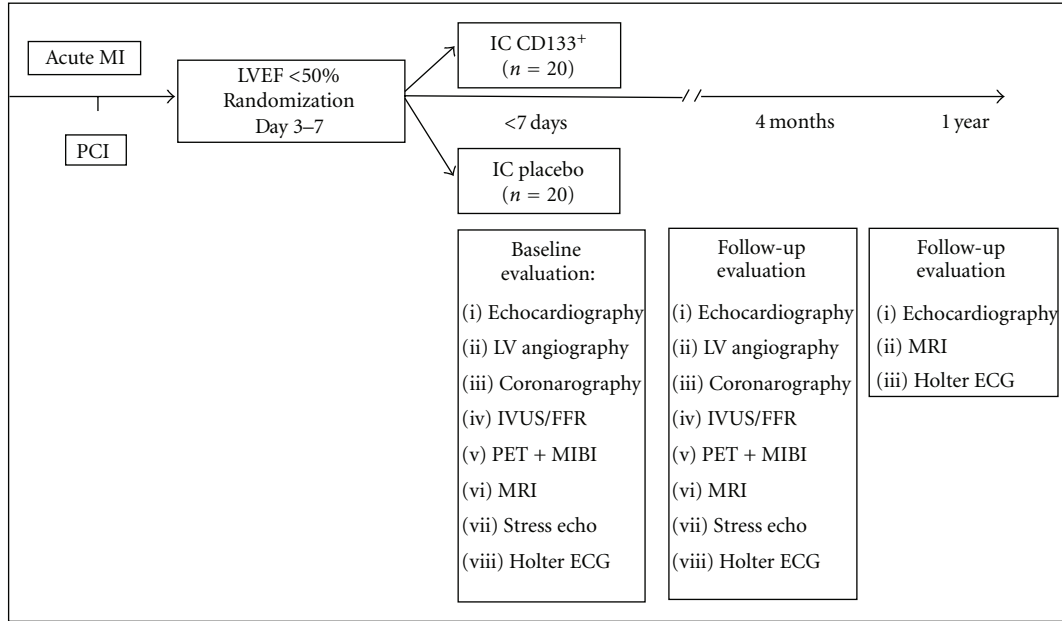 Acute MI
PCI
LVEF <50%
Randomization
Day 3–7
IC CD133+
(n = 20)
<7 days
4 months
1 year
IC placebo
(n = 20)
Baseline
evaluation:
(i) Echocardiography
(ii) LV angiography
(iii) Coronarography
(iv) IVUS/FFR
(v) PET + MIBI
(vi) MRI
(vii) Stress echo
(viii) Holter ECG
Follow-up
evaluation
(i) Echocardiography
(ii) LV angiography
(iii) Coronarography
(iv) IVUS/FFR
(v) PET + MIBI
(vi) MRI
(vii) Stress echo
(viii) Holter ECG
Follow-up
evaluation
(i) Echocardiography
(ii) MRI
(iii) Holter ECG